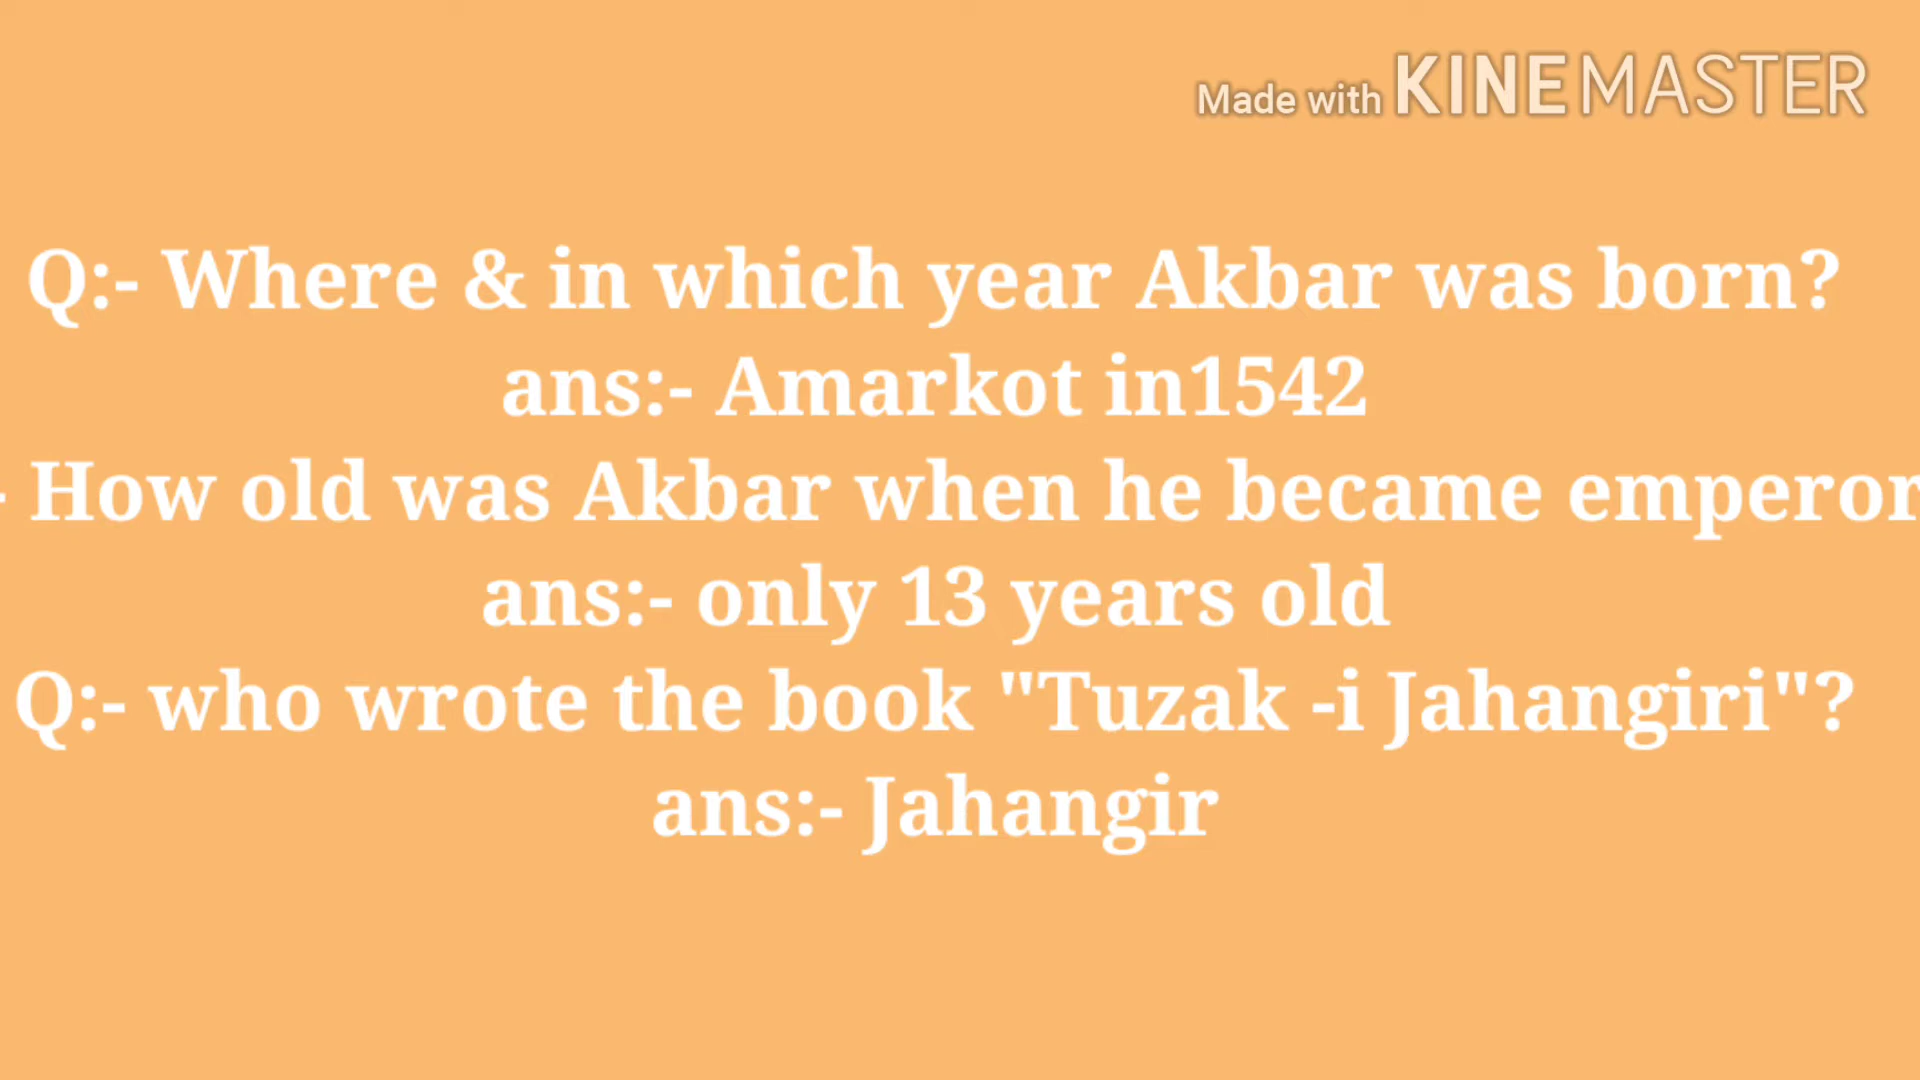 Made with KINEMASTER
Q:- Where & in which year Akbar was born?
ans:- Amarkot in1542
- How old was Akbar when he became emperor
ans:- only 13 years old
Q:- who wrote the book "Tuzak -i Jahangiri"?
ans:- Jahangir